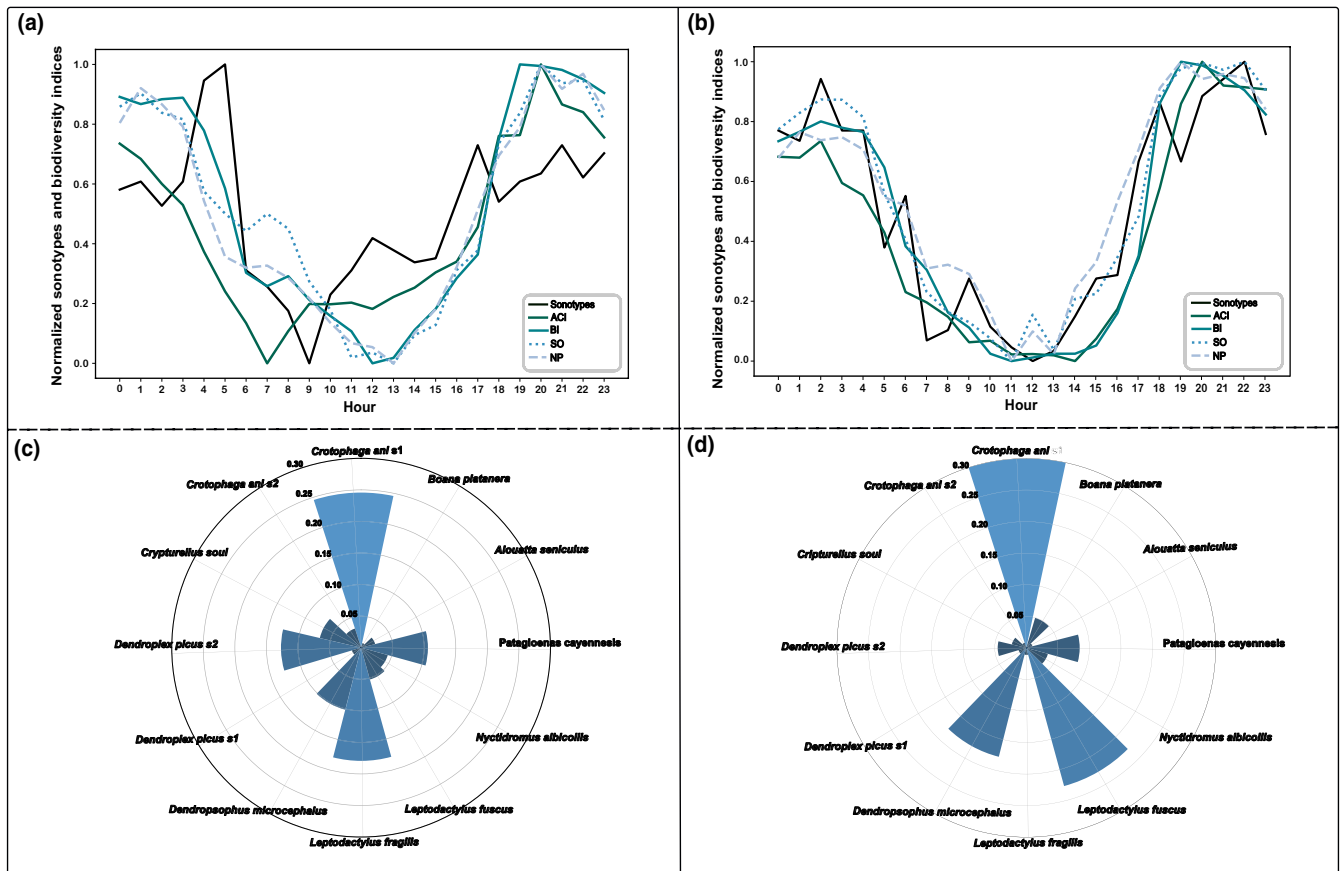 (a)
Normalized sonotypes and biodiversity indices
1.0
0.8
0.6
0.4
0.2
0.0
Sonotypes
ACI
BI
SO
NP
0 1 2 3 4 5 6 7 8 9 10 11 12 13 14 15 16 17 18 19 20 21 22 23
Hour
(b)
Normalized sonotypes and biodiversity indices
1.0
0.8
0.6
0.4
0.2
0.0
Sonotypes
ACI
BI
SO
NP
0 1 2 3 4 5 6 7 8 9 10 11 12 13 14 15 16 17 18 19 20 21 22 23
Hour
(c)
Crotophaga ani s1
0.30
Crotophaga ani s2
Boana platanera
0.25
0.20
Crypturellus soui
0.15
Alouatta seniculus
0.10
0.05
Dendroplex picus s2
Patagioenas cayennesis
Dendroplex picus s1
Nyctidromus albicollis
Dendropsophus microcephalus
Leptodactylus fuscus
Leptodactylus fragilis
(d)
Crotophaga ani s1
0.30
Crotophaga ani s2
Boana platanera
0.25
0.20
Cripturellus soui
0.15
Alouatta seniculus
0.10
0.05
Dendroplex picus s2
Patagioenas cayennesis
Dendroplex picus s1
Nyctidromus albicollis
Dendropsophus microcephalus
Leptodactylus fuscus
Leptodactylus fragilis